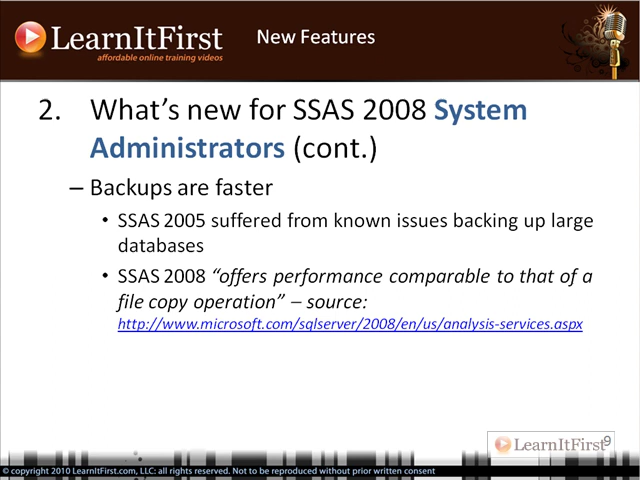 LearnItFirst
affordable online training videos
New Features
2. What's new for SSAS 2008 System
Administrators (cont.)
– Backups are faster
• SSAS 2005 suffered from known issues backing up large
databases
• SSAS 2008 “offers performance comparable to that of a
file copy operation” – source:
http://www.microsoft.com/sqlserver/2008/en/us/analysis-services.aspx
LearnItFirst
9
© copyright 2010 LearnItFirst.com, LLC: all rights reserved. Not to be reproduced without prior written consent